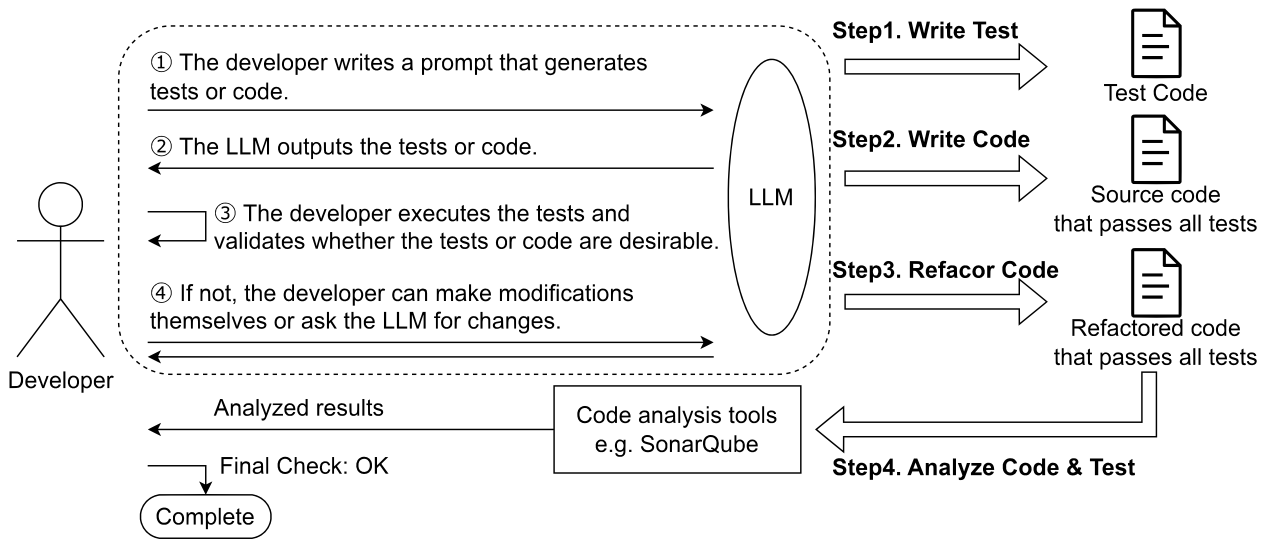 ① The developer writes a prompt that generates
tests or code.
② The LLM outputs the tests or code.
③ The developer executes the tests and
validates whether the tests or code are desirable.
④ If not, the developer can make modifications
themselves or ask the LLM for changes.
Developer
LLM
Step1. Write Test
Test Code
Step2. Write Code
Source code
that passes all tests
Step3. Refacor Code
Refactored code
that passes all tests
Step4. Analyze Code & Test
Code analysis tools
e.g. SonarQube
Analyzed results
Final Check: OK
Complete